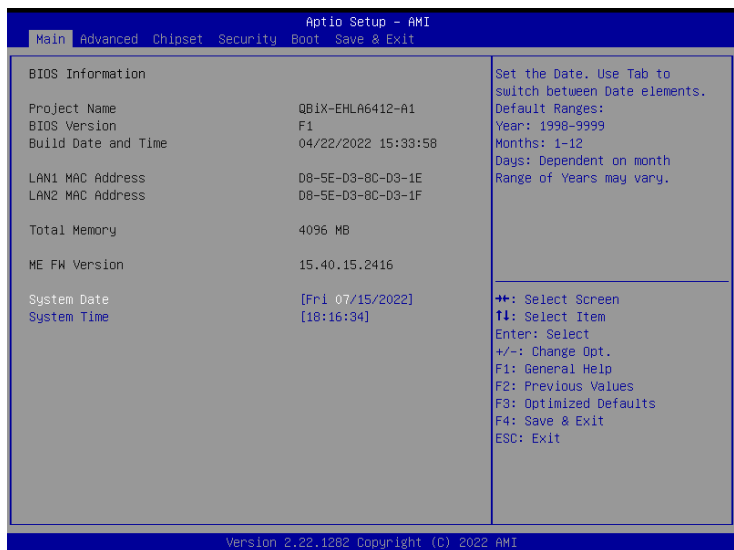 Aptio Setup – AMI
Main Advanced Chipset Security Boot Save & Exit
BIOS Information
Project Name QBiX-EHLA6412-A1
BIOS Version F1
Build Date and Time 04/22/2022 15:33:58
LAN1 MAC Address D8-5E-D3-8C-D3-1E
LAN2 MAC Address D8-5E-D3-8C-D3-1F
Total Memory 4096 MB
ME FW Version 15.40.15.2416
System Date [Fri 07/15/2022]
System Time [18:16:34]
Set the Date. Use Tab to
switch between Date elements.
Default Ranges:
Year: 1998-9999
Months: 1-12
Days: Dependent on month
Range of Years may vary.
→←: Select Screen
↑↓: Select Item
Enter: Select
+/-: Change Opt.
F1: General Help
F2: Previous Values
F3: Optimized Defaults
F4: Save & Exit
ESC: Exit
Version 2.22.1282 Copyright (C) 2022 AMI